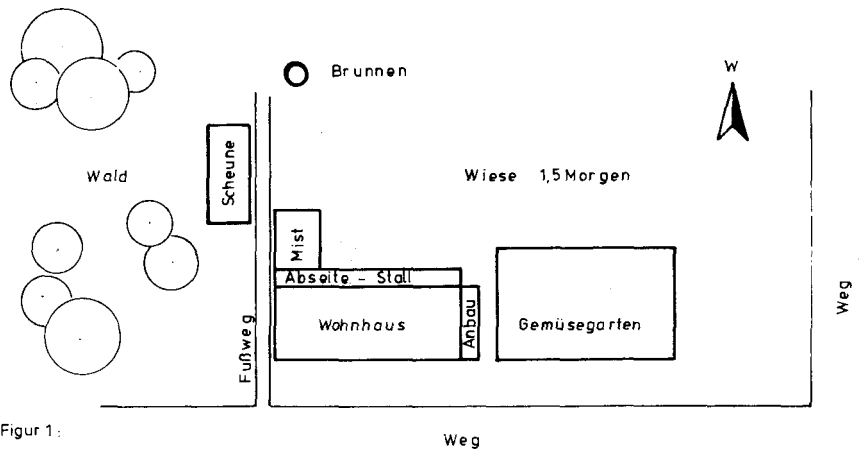 Brunnen
W
Scheune
Wald
Wiese 1,5 Morgen
Mist
Abseite - Stall
Wohnhaus
Anbau
Gemüsegarten
Fußweg
Weg
Figur 1:
Weg